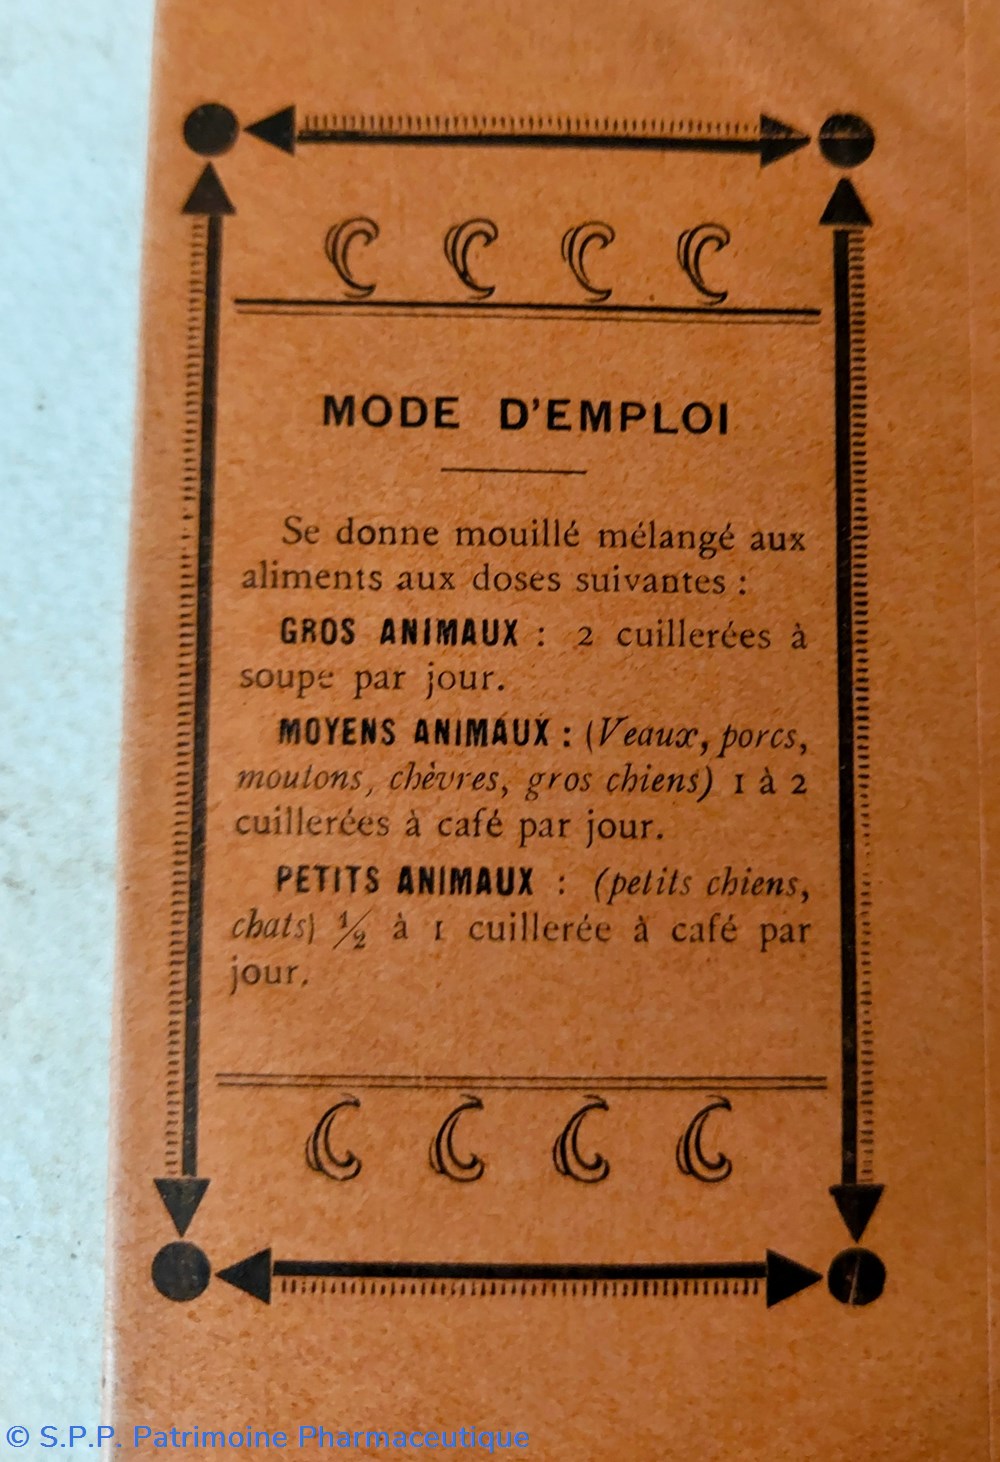 MODE D'EMPLOI
Se donne mouillé mélangé aux
aliments aux doses suivantes :
GROS ANIMAUX : 2 cuillerées à
soupe par jour.
MOYENS ANIMAUX : (Veaux, porcs,
moutons, chèvres, gros chiens) 1 à 2
cuillerées à café par jour.
PETITS ANIMAUX : (petits chiens,
chats) ½ à 1 cuillerée à café par
jour.
© S.P.P. Patrimoine Pharmaceutique